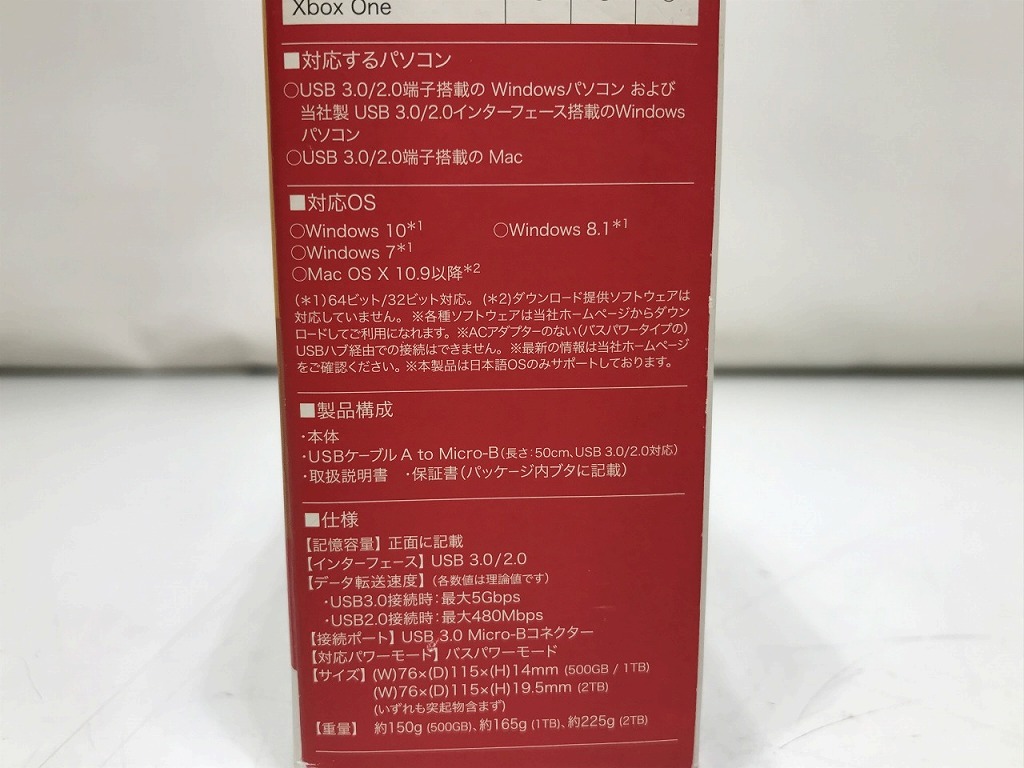 Xbox One
■対応するパソコン
○USB 3.0/2.0端子搭載の Windowsパソコン および
当社製 USB 3.0/2.0インターフェース搭載のWindows
パソコン
○USB 3.0/2.0端子搭載の Mac
■対応OS
○Windows 10＊1 ○Windows 8.1＊1
○Windows 7＊1
○Mac OS X 10.9以降＊2
(＊1)64ビット/32ビット対応。 (＊2)ダウンロード提供ソフトウェアは
対応していません。 ※各種ソフトウェアは当社ホームページからダウン
ロードしてご利用になれます。※ACアダプターのない(バスパワータイプの)
USBハブ経由での接続はできません。 ※最新の情報は当社ホームページ
をご確認ください。※本製品は日本語OSのみサポートしております。
■製品構成
・本体
・USBケーブル A to Micro-B(長さ:50cm、USB 3.0/2.0対応)
・取扱説明書 ・保証書(パッケージ内ブタに記載)
■仕様
【記憶容量】 正面に記載
【インターフェース】 USB 3.0/2.0
【データ転送速度】 (各数値は理論値です)
・USB3.0接続時:最大5Gbps
・USB2.0接続時:最大480Mbps
【接続ポート】 USB 3.0 Micro-Bコネクター
【対応パワーモード】 バスパワーモード
【サイズ】 (W)76×(D)115×(H)14mm (500GB / 1TB)
(W)76×(D)115×(H)19.5mm (2TB)
(いずれも突起物含まず)
【重量】 約150g (500GB)、約165g (1TB)、約225g (2TB)